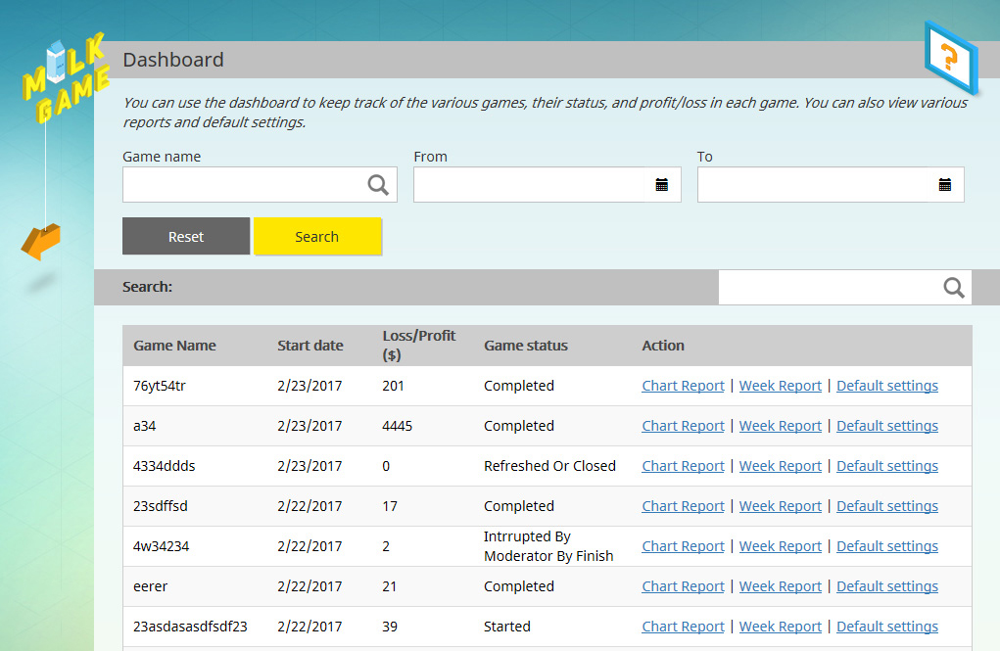 MILK
GAME
Dashboard
?
You can use the dashboard to keep track of the various games, their status, and profit/loss in each game. You can also view various
reports and default settings.
Game name From To
Reset Search
Search:
Game Name Start date Loss/Profit ($) Game status Action
76yt54tr 2/23/2017 201 Completed Chart Report | Week Report | Default settings
a34 2/23/2017 4445 Completed Chart Report | Week Report | Default settings
4334ddds 2/23/2017 0 Refreshed Or Closed Chart Report | Week Report | Default settings
23sdffsd 2/22/2017 17 Completed Chart Report | Week Report | Default settings
4w34234 2/22/2017 2 Intrrupted By Moderator By Finish Chart Report | Week Report | Default settings
eerer 2/22/2017 21 Completed Chart Report | Week Report | Default settings
23asdasasdfsdf23 2/22/2017 39 Started Chart Report | Week Report | Default settings